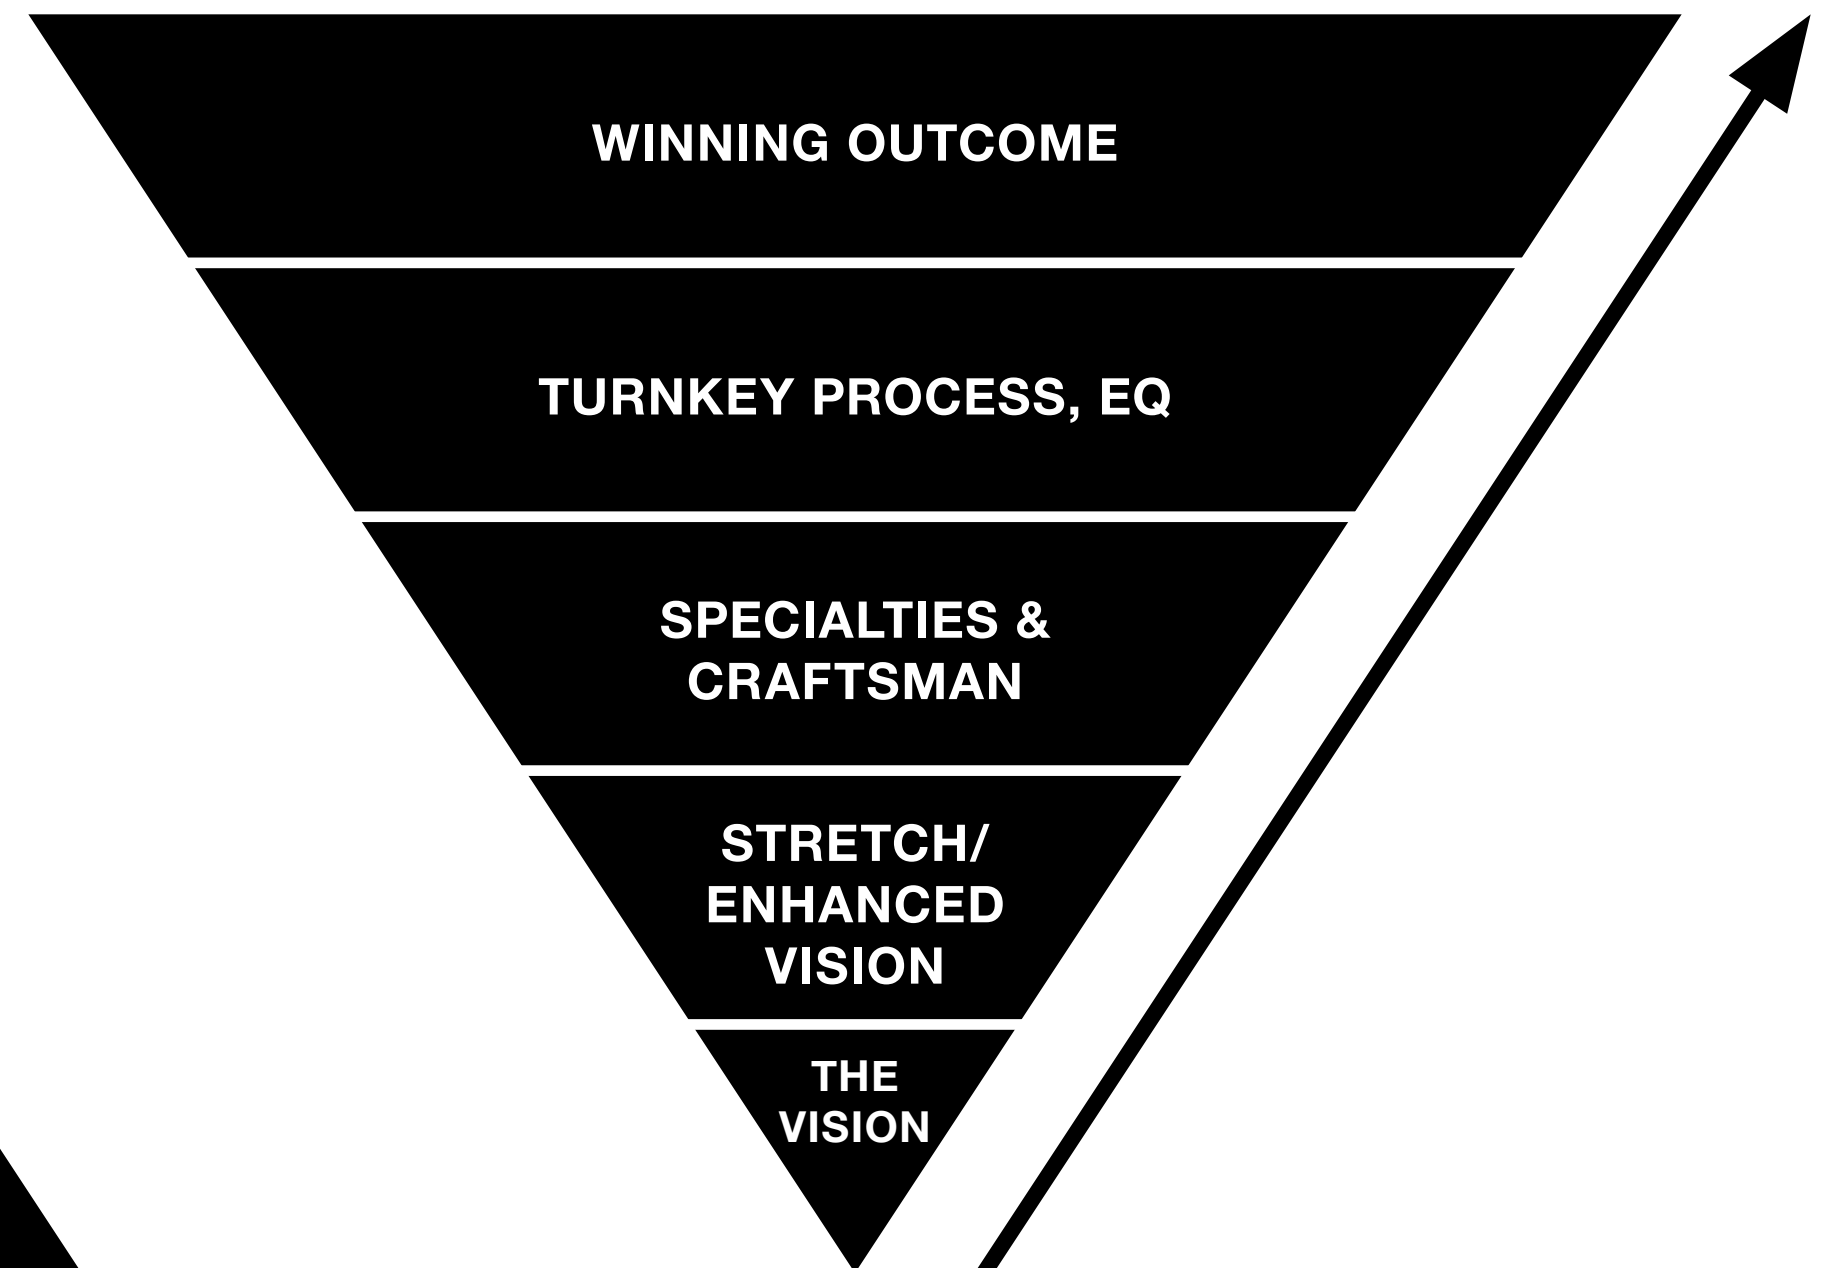 WINNING OUTCOME
TURNKEY PROCESS, EQ
SPECIALTIES &
CRAFTSMAN
STRETCH/
ENHANCED
VISION
THE
VISION